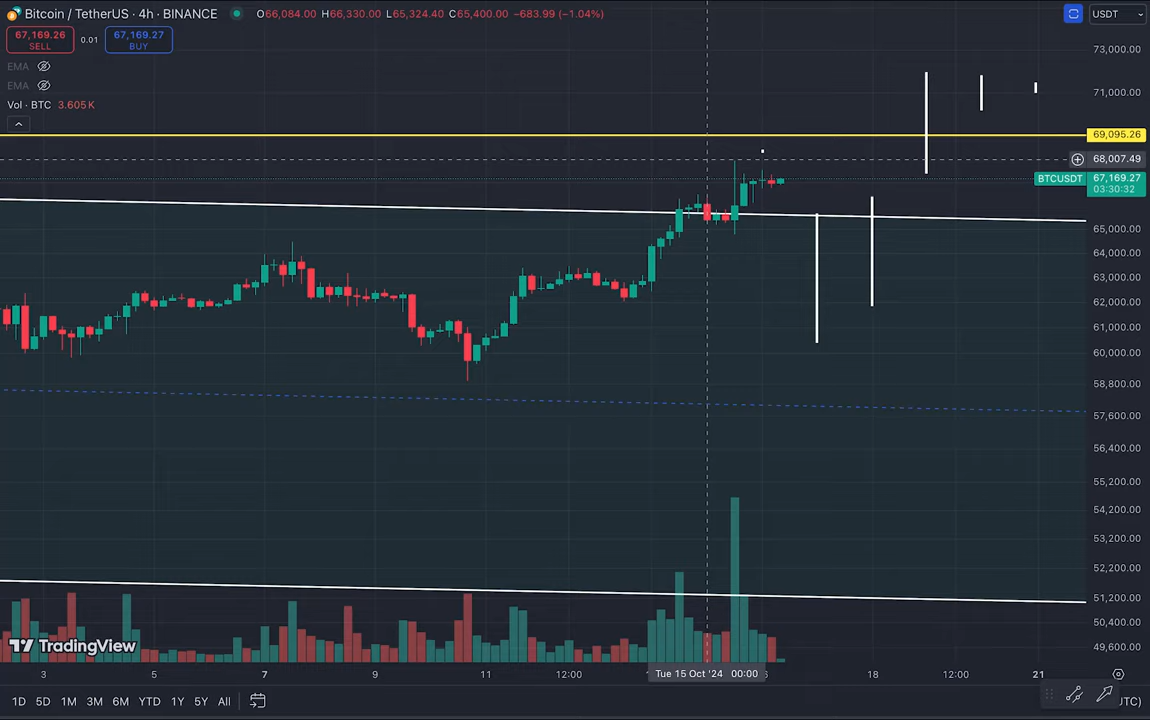 Bitcoin / TetherUS · 4h · BINANCE O66,084.00 H66,330.00 L65,324.40 C65,400.00 −683.99 (−1.04%) USDT
67,169.26 SELL 0.01 67,169.27 BUY
EMA
EMA
Vol · BTC 3.605 K
73,000.00
71,000.00
69,095.26
68,007.49
BTCUSDT 67,169.27
03:30:32
65,000.00
64,000.00
63,000.00
62,000.00
61,000.00
60,000.00
58,800.00
57,600.00
56,400.00
55,200.00
54,200.00
53,200.00
52,200.00
51,200.00
50,400.00
49,600.00
TradingView
3 5 7 9 11 12:00 Tue 15 Oct '24 00:00 18 12:00 21
1D 5D 1M 3M 6M YTD 1Y 5Y All UTC)